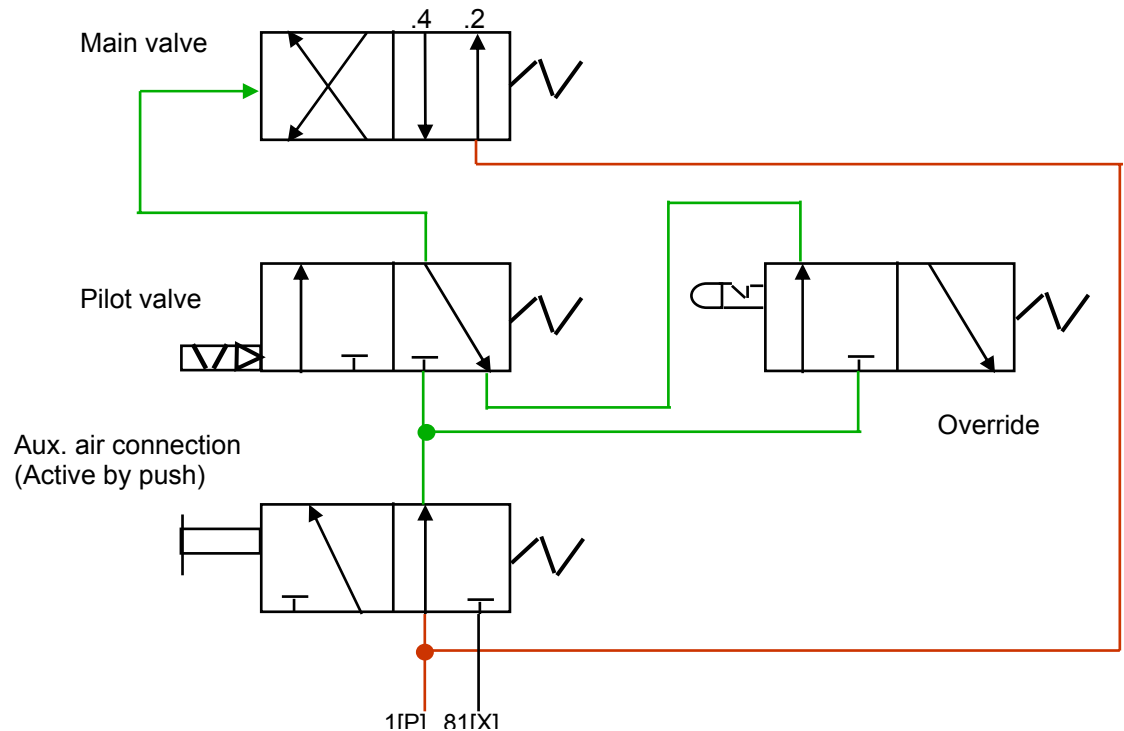 .4 .2
Main valve
Pilot valve
Override
Aux. air connection
(Active by push)
1[P] 81[X]